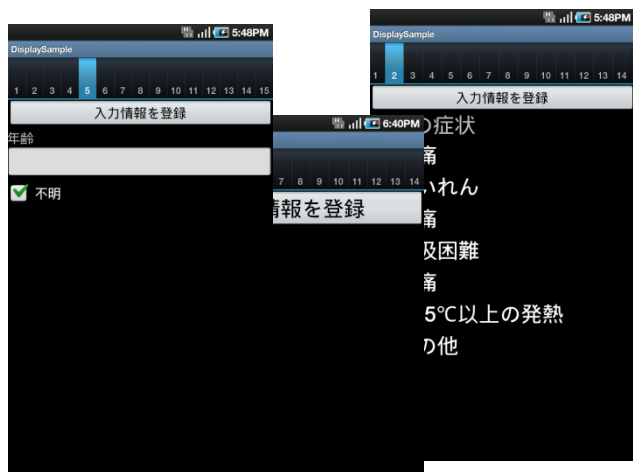 5:48PM
DisplaySample
1 2 3 4 5 6 7 8 9 10 11 12 13 14 15
入力情報を登録
年齢
不明
6:40PM
7 8 9 10 11 12 13 14
情報を登録
5:48PM
DisplaySample
1 2 3 4 5 6 7 8 9 10 11 12 13 14
入力情報を登録
の症状
痛
いれん
痛
及困難
痛
5℃以上の発熱
の他